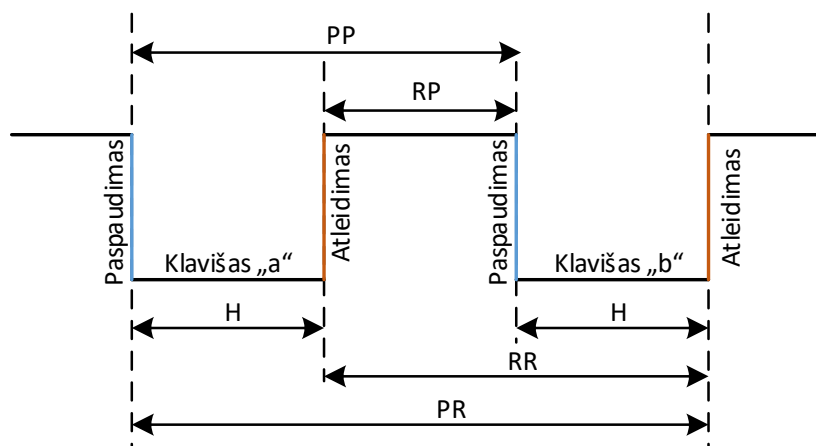 PP
RP
Paspaudimas
Atleidimas
Paspaudimas
Atleidimas
Klavišas „a“
Klavišas „b“
H
H
RR
PR